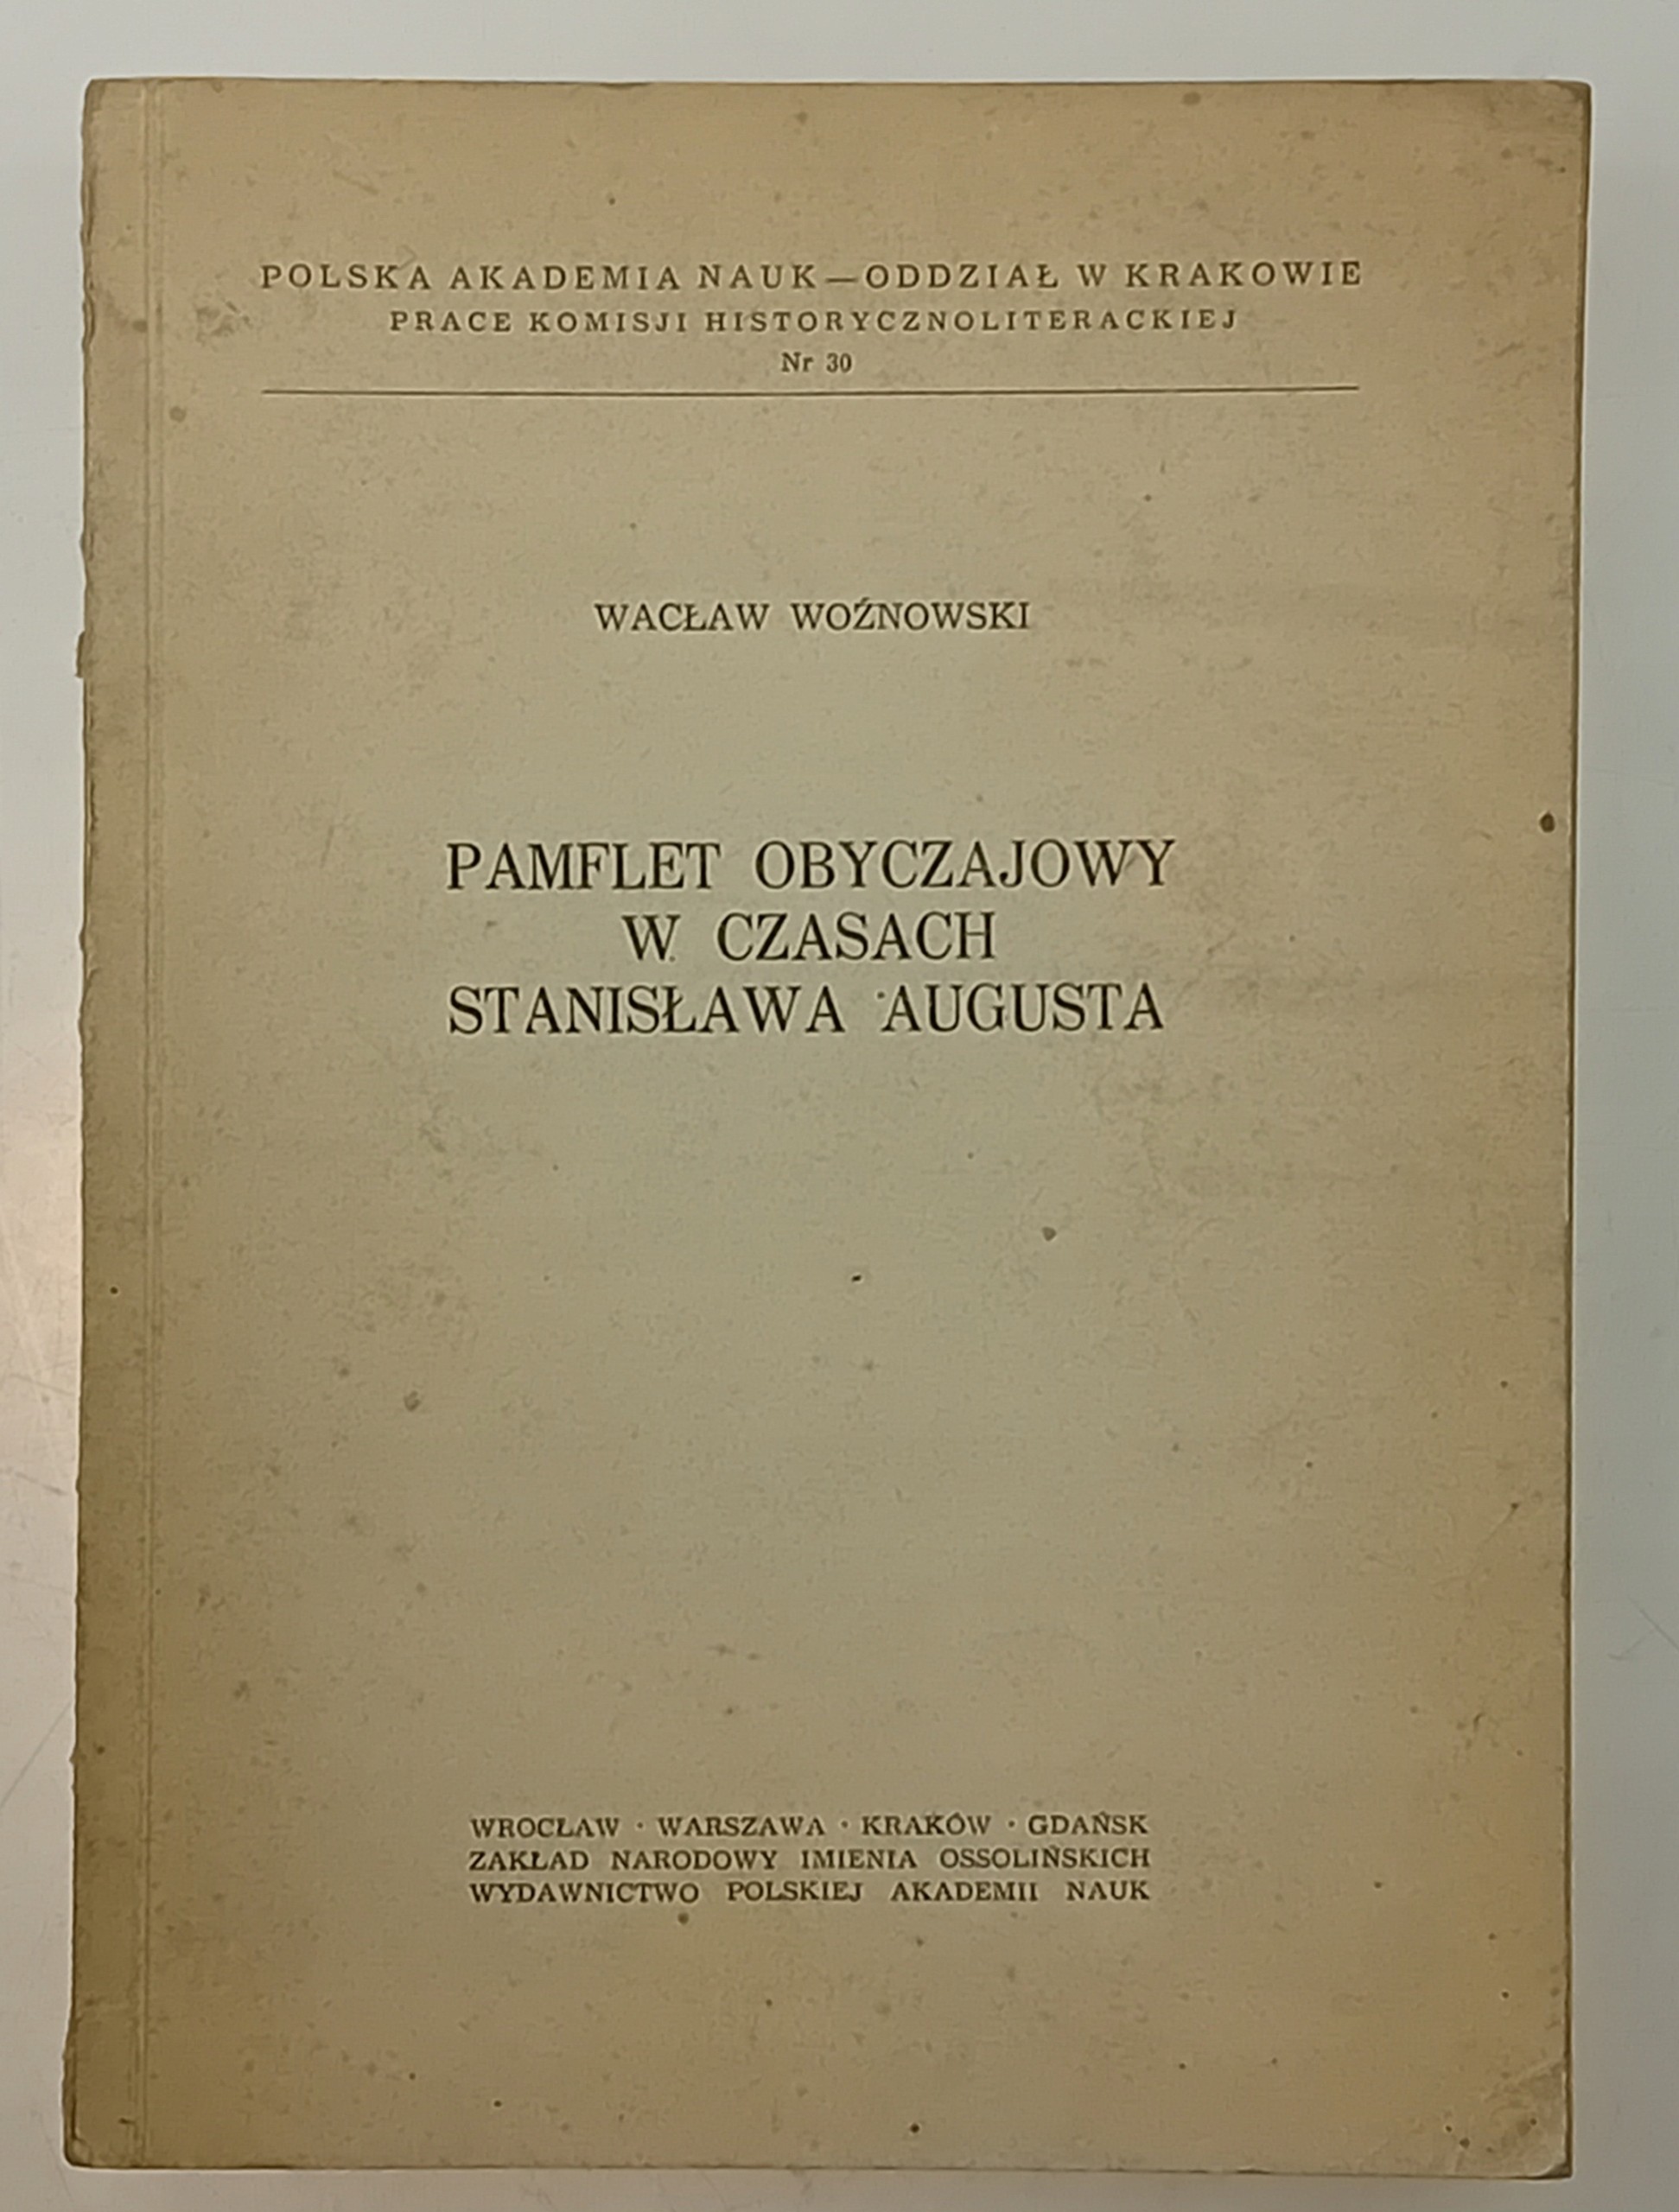 POLSKA AKADEMIA NAUK — ODDZIAŁ W KRAKOWIE
PRACE KOMISJI HISTORYCZNOLITERACKIEJ
Nr 30
WACŁAW WOŹNOWSKI
PAMFLET OBYCZAJOWY
W CZASACH
STANISŁAWA AUGUSTA
WROCŁAW · WARSZAWA · KRAKÓW · GDAŃSK
ZAKŁAD NARODOWY IMIENIA OSSOLIŃSKICH
WYDAWNICTWO POLSKIEJ AKADEMII NAUK